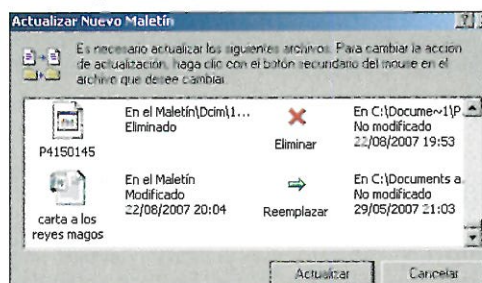 Actualizar Nuevo Maletín
Es necesario actualizar los siguientes archivos. Para cambiar la acción
de actualización, haga clic con el botón secundario del mouse en el
archivo que desee cambiar.
P4150145
En el Maletín\Dcim\1...
Eliminado
Eliminar
En C:\Docume~1\P
No modificado
22/08/2007 19:53
carta a los
reyes magos
En el Maletín
Modificado
22/08/2007 20:04
Reemplazar
En C:\Documents a
No modificado
29/05/2007 21:03
Actualizar
Cancelar